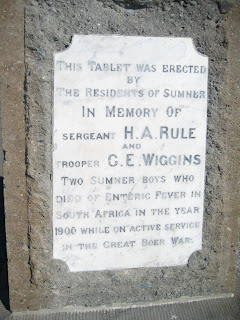 THIS TABLET WAS ERECTED
BY
THE RESIDENTS OF SUMNER
IN MEMORY OF
SERGEANT H. A. RULE
AND
TROOPER C. E. WIGGINS
TWO SUMNER BOYS WHO
DIED OF ENTERIC FEVER IN
SOUTH AFRICA IN THE YEAR
1900 WHILE ON ACTIVE SERVICE
IN THE GREAT BOER WAR.